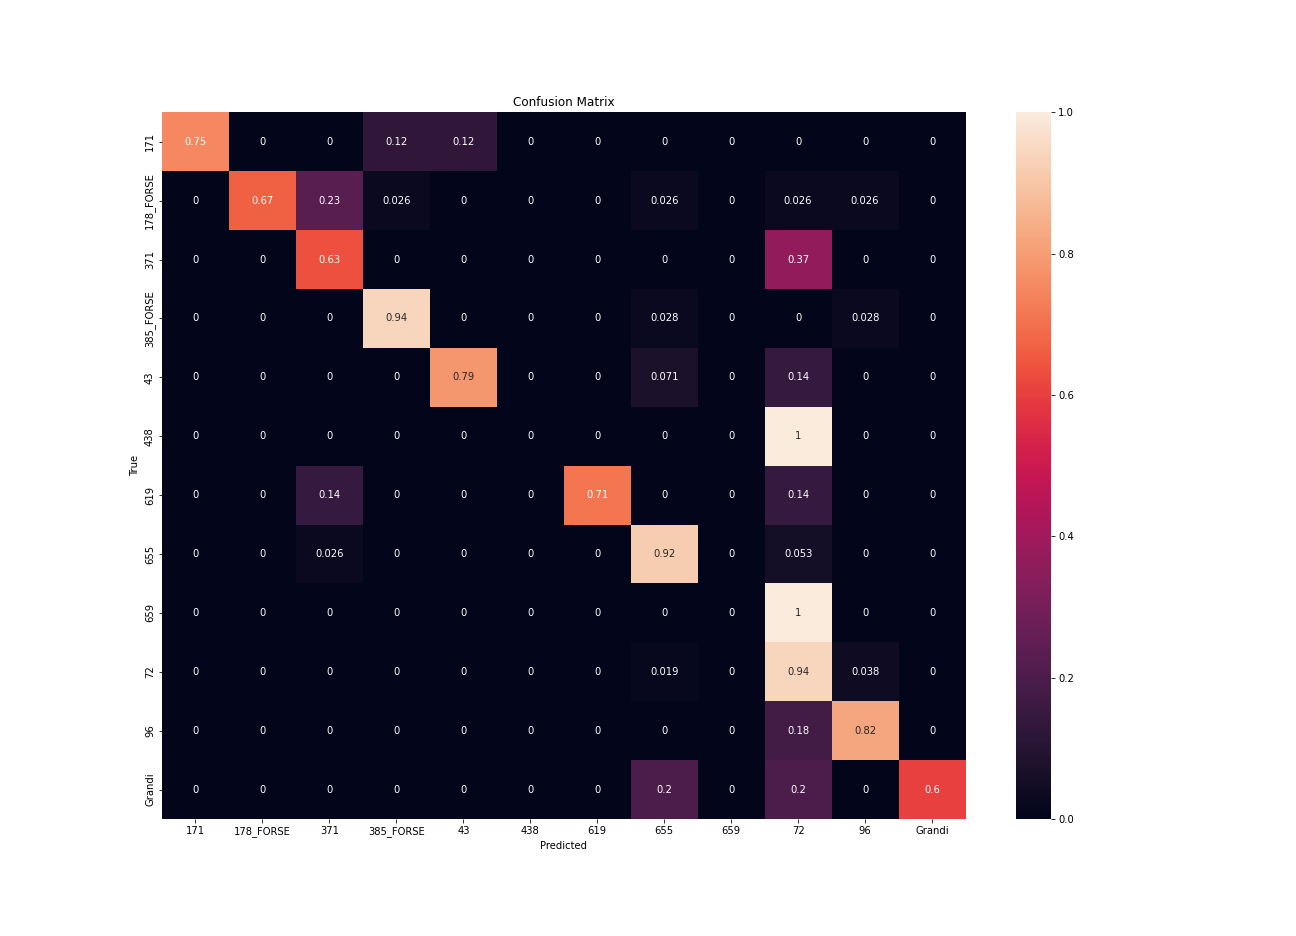 Confusion Matrix
171 0.75 0 0 0.12 0.12 0 0 0 0 0 0 0
178_FORSE 0 0.67 0.23 0.026 0 0 0 0.026 0 0.026 0.026 0
371 0 0 0.63 0 0 0 0 0 0 0.37 0 0
385_FORSE 0 0 0 0.94 0 0 0 0.028 0 0 0.028 0
43 0 0 0 0 0.79 0 0 0.071 0 0.14 0 0
438 0 0 0 0 0 0 0 0 0 1 0 0
619 0 0 0.14 0 0 0 0.71 0 0 0.14 0 0
655 0 0 0.026 0 0 0 0 0.92 0 0.053 0 0
659 0 0 0 0 0 0 0 0 0 1 0 0
72 0 0 0 0 0 0 0 0.019 0 0.94 0.038 0
96 0 0 0 0 0 0 0 0 0 0.18 0.82 0
Grandi 0 0 0 0 0 0 0 0.2 0 0.2 0 0.6
171 178_FORSE 371 385_FORSE 43 438 619 655 659 72 96 Grandi
Predicted
True
1.0
0.8
0.6
0.4
0.2
0.0